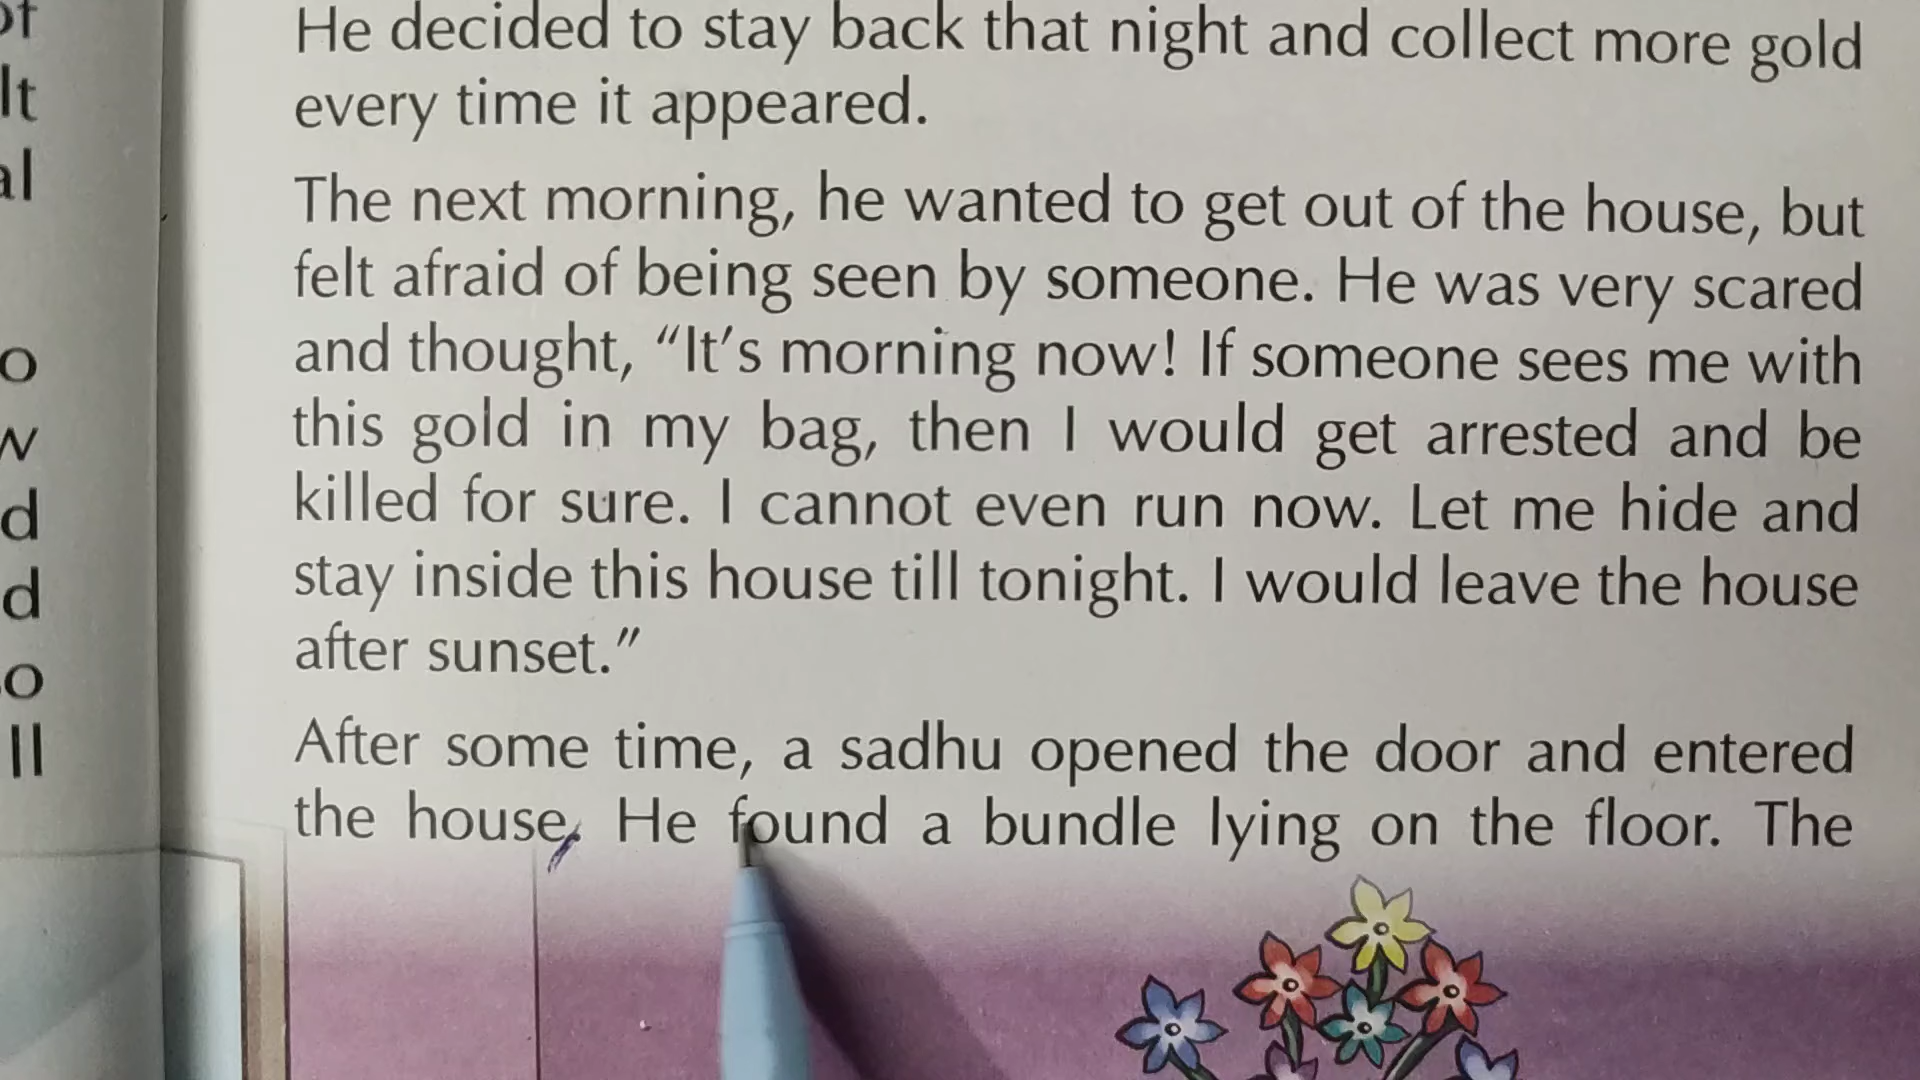 He decided to stay back that night and collect more gold
every time it appeared.
The next morning, he wanted to get out of the house, but
felt afraid of being seen by someone. He was very scared
and thought, “It’s morning now! If someone sees me with
this gold in my bag, then I would get arrested and be
killed for sure. I cannot even run now. Let me hide and
stay inside this house till tonight. I would leave the house
after sunset.”
After some time, a sadhu opened the door and entered
the house. He found a bundle lying on the floor. The